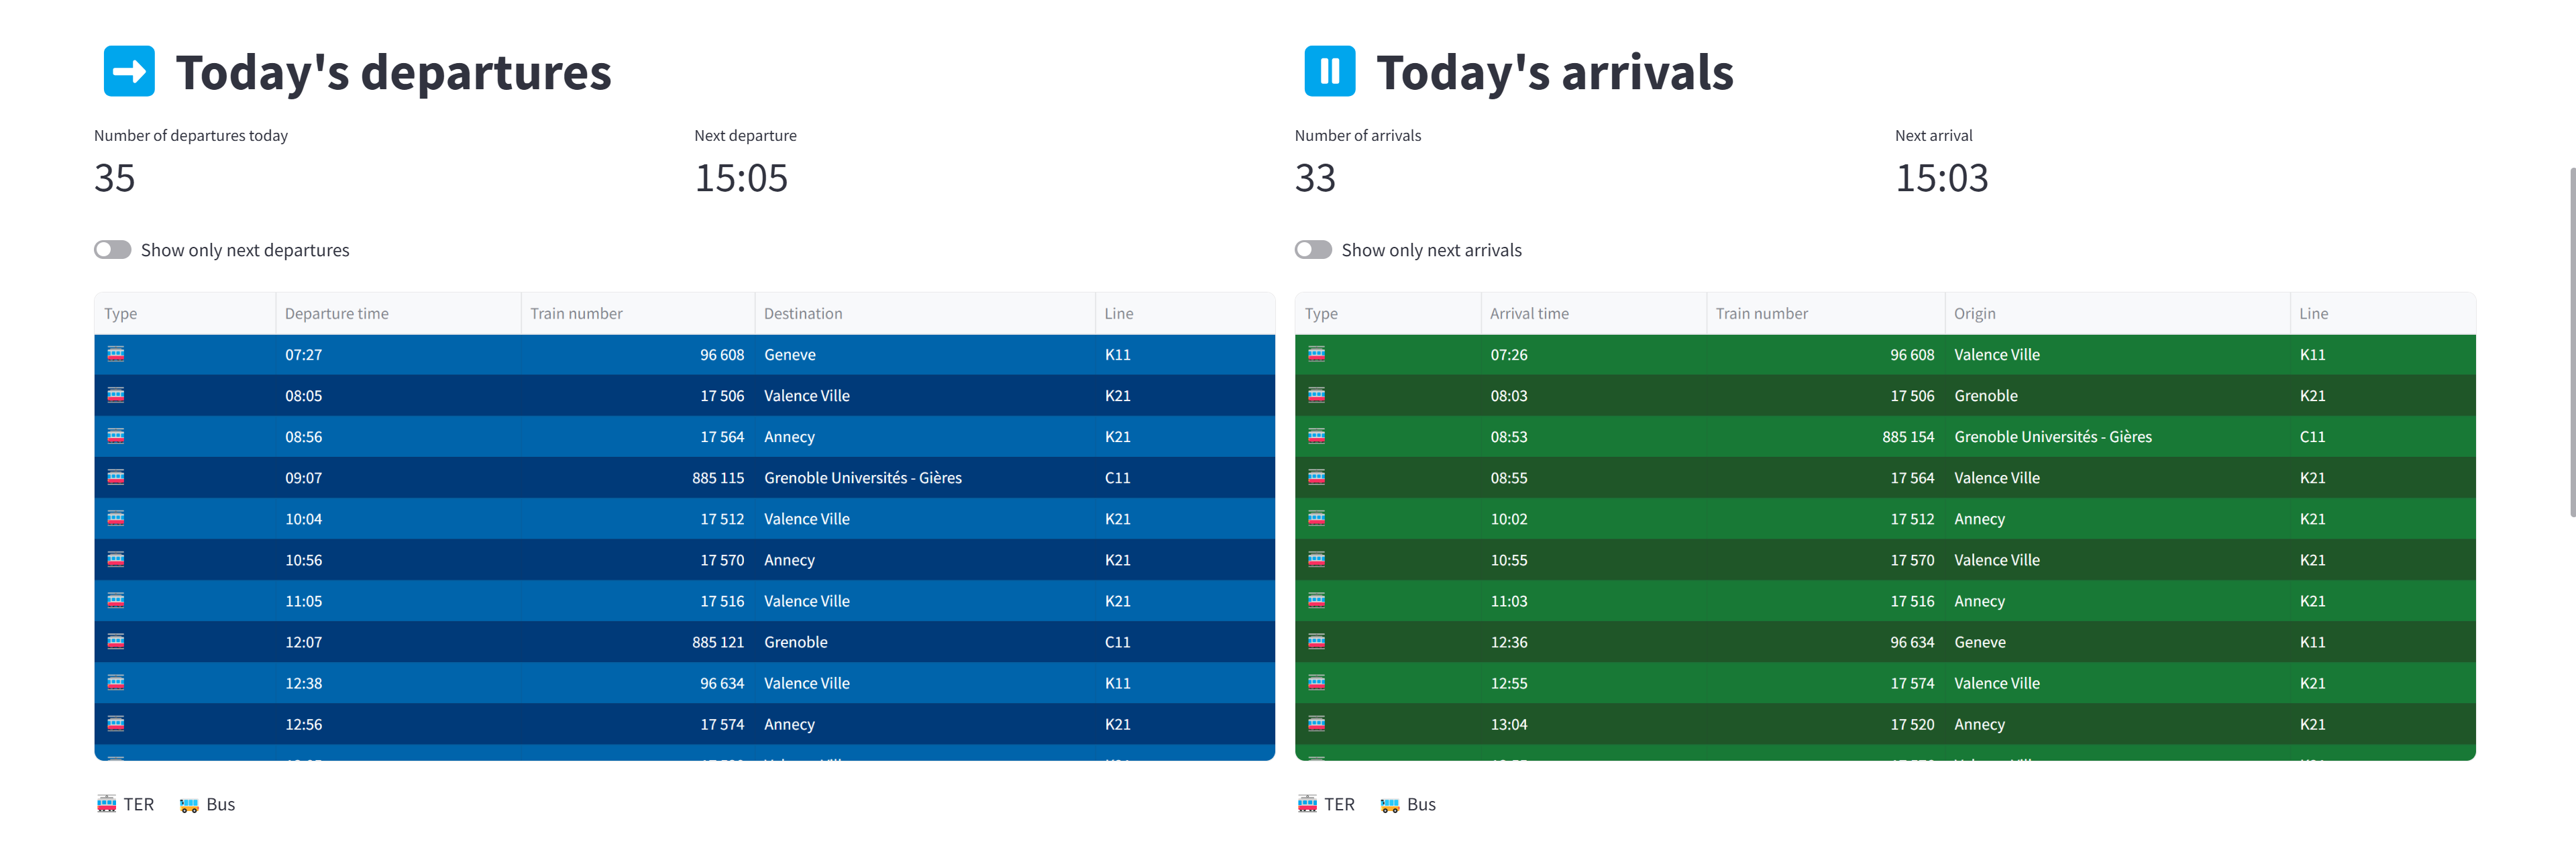 Today's departures
Number of departures today
Next departure
35
15:05
Show only next departures
Type Departure time Train number Destination Line
07:27 96 608 Geneve K11
08:05 17 506 Valence Ville K21
08:56 17 564 Annecy K21
09:07 885 115 Grenoble Universités - Gières C11
10:04 17 512 Valence Ville K21
10:56 17 570 Annecy K21
11:05 17 516 Valence Ville K21
12:07 885 121 Grenoble C11
12:38 96 634 Valence Ville K11
12:56 17 574 Annecy K21
TER Bus
Today's arrivals
Number of arrivals
Next arrival
33
15:03
Show only next arrivals
Type Arrival time Train number Origin Line
07:26 96 608 Valence Ville K11
08:03 17 506 Grenoble K21
08:53 885 154 Grenoble Universités - Gières C11
08:55 17 564 Valence Ville K21
10:02 17 512 Annecy K21
10:55 17 570 Valence Ville K21
11:03 17 516 Annecy K21
12:36 96 634 Geneve K11
12:55 17 574 Valence Ville K21
13:04 17 520 Annecy K21
TER Bus